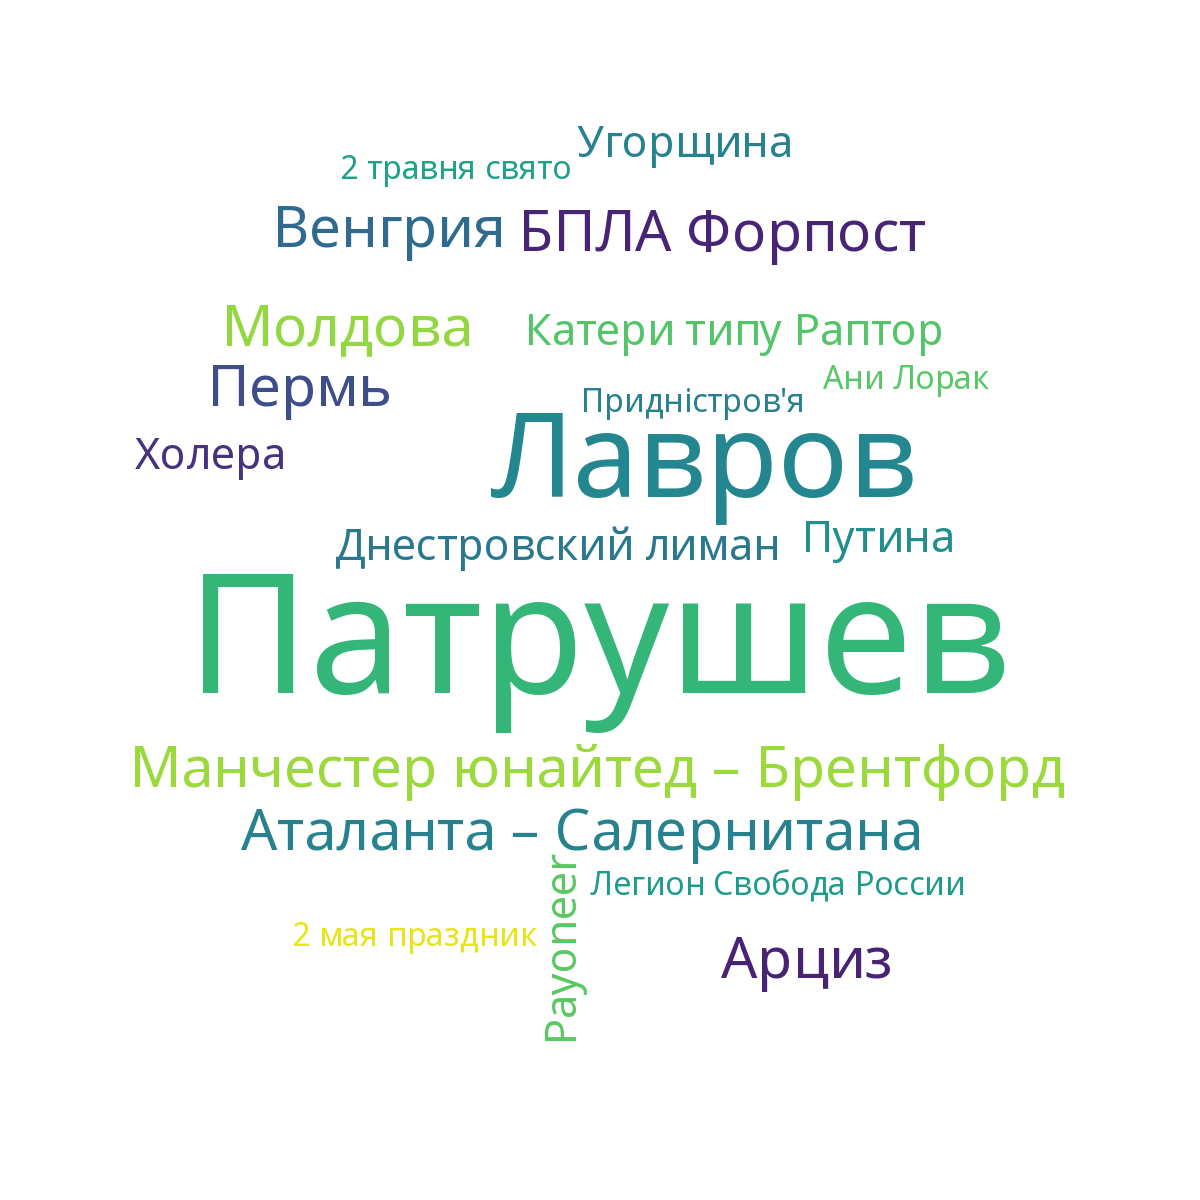 Угорщина
2 травня свято
Венгрия
БПЛА Форпост
Молдова
Катери типу Раптор
Пермь
Ани Лорак
Придністров'я
Холера
Лавров
Днестровский лиман
Путина
Патрушев
Манчестер юнайтед – Брентфорд
Аталанта – Салернитана
Легион Свобода России
Payoneer
2 мая праздник
Арциз